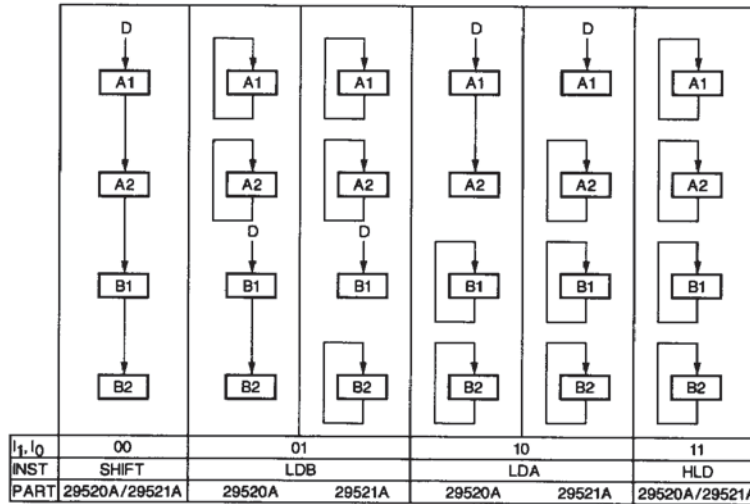 D D D
A1 A1 A1 A1 A1 A1
A2 A2 A2 A2 A2 A2
D D
B1 B1 B1 B1 B1 B1
B2 B2 B2 B2 B2 B2
I1, I0 00 01 10 11
INST SHIFT LDB LDA HLD
PART 29520A/29521A 29520A 29521A 29520A 29521A 29520A/29521